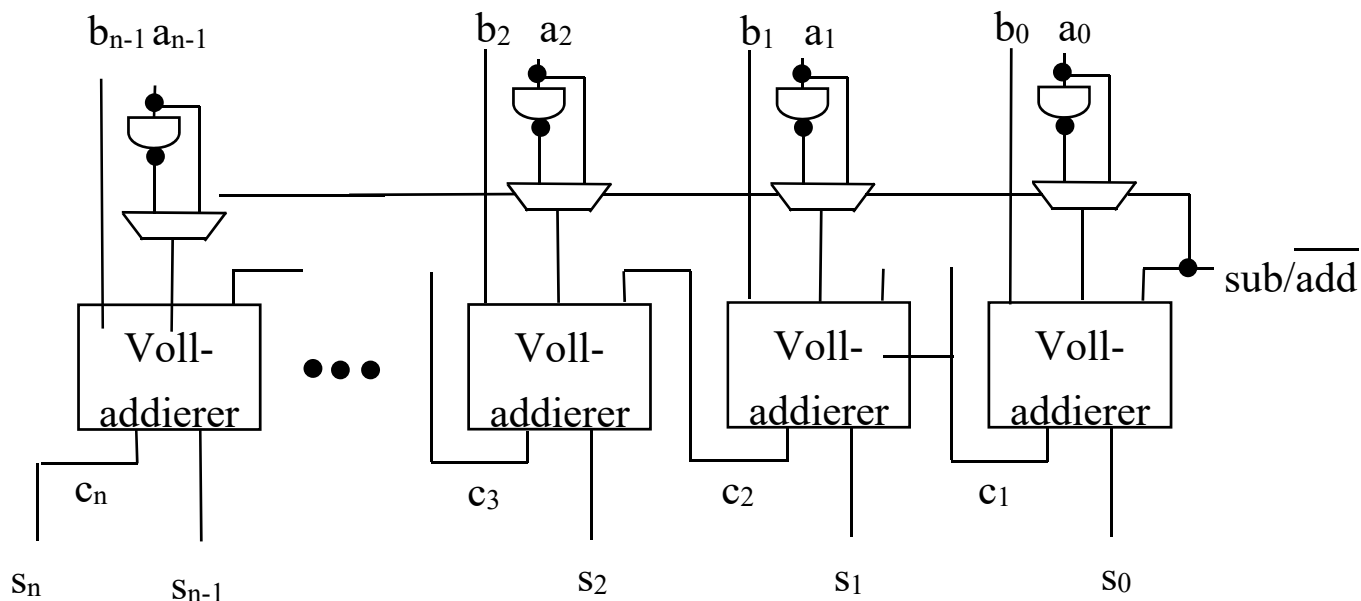 bn-1 an-1 b2 a2 b1 a1 b0 a0
sub/add
Voll- Voll- Voll- Voll-
addierer addierer addierer addierer
cn c3 c2 c1
sn sn-1 s2 s1 s0